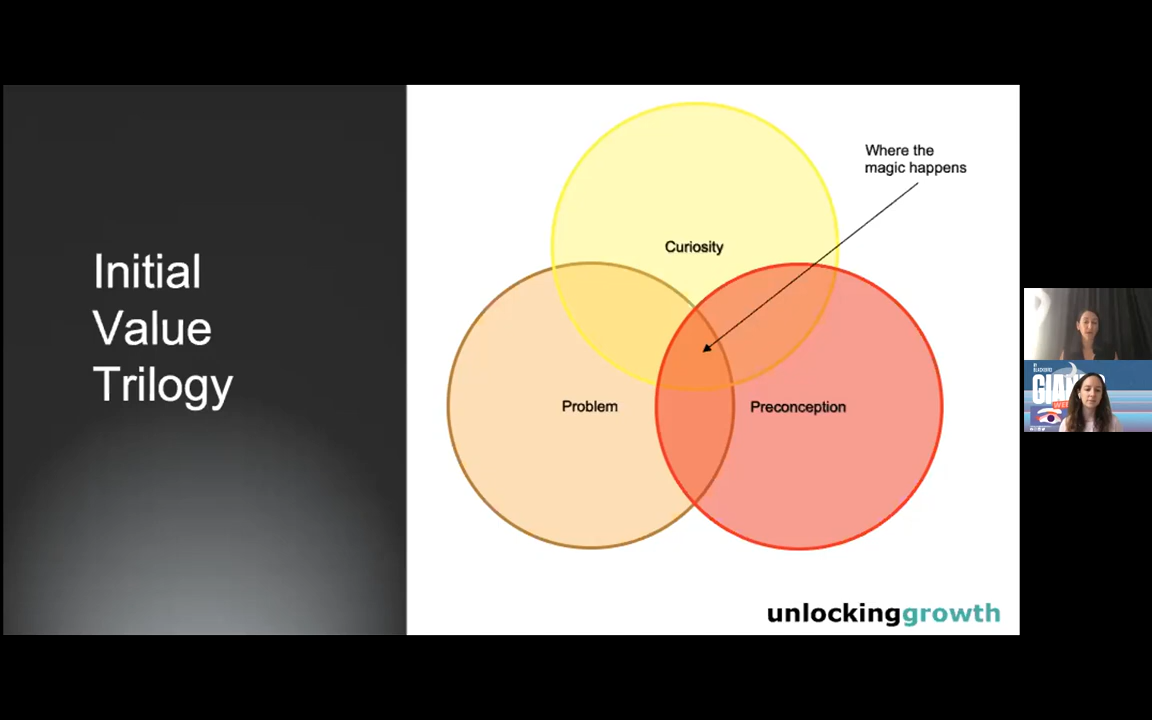 Initial
Value
Trilogy
Where the
magic happens
Curiosity
Problem
Preconception
unlockinggrowth